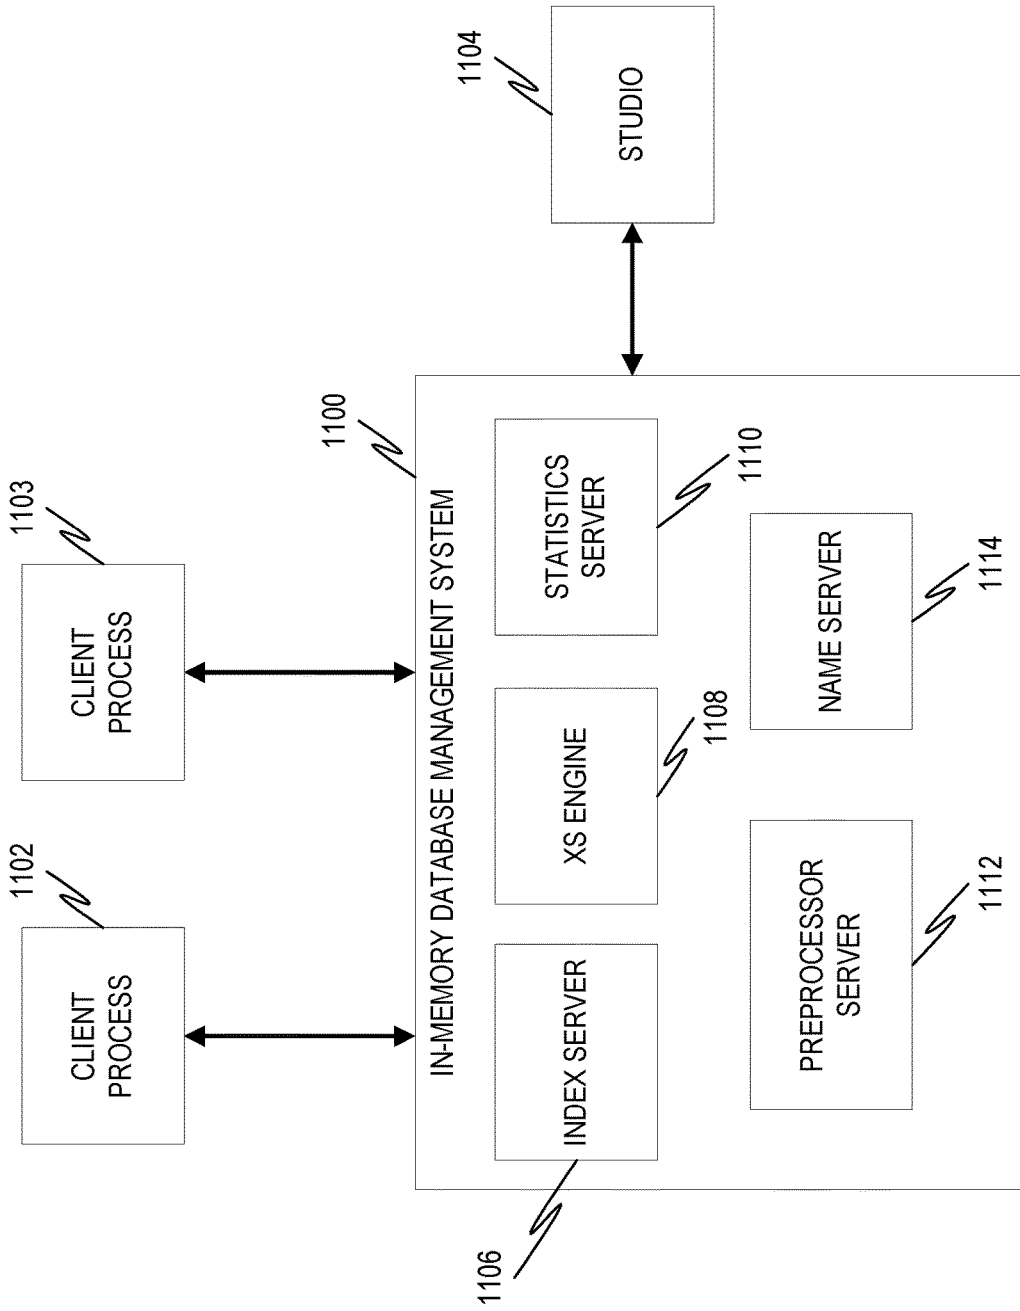 1102
CLIENT
PROCESS
1103
CLIENT
PROCESS
1100
IN-MEMORY DATABASE MANAGEMENT SYSTEM
1104
STUDIO
1106
INDEX SERVER
XS ENGINE
1108
STATISTICS
SERVER
1110
PREPROCESSOR
SERVER
1112
NAME SERVER
1114